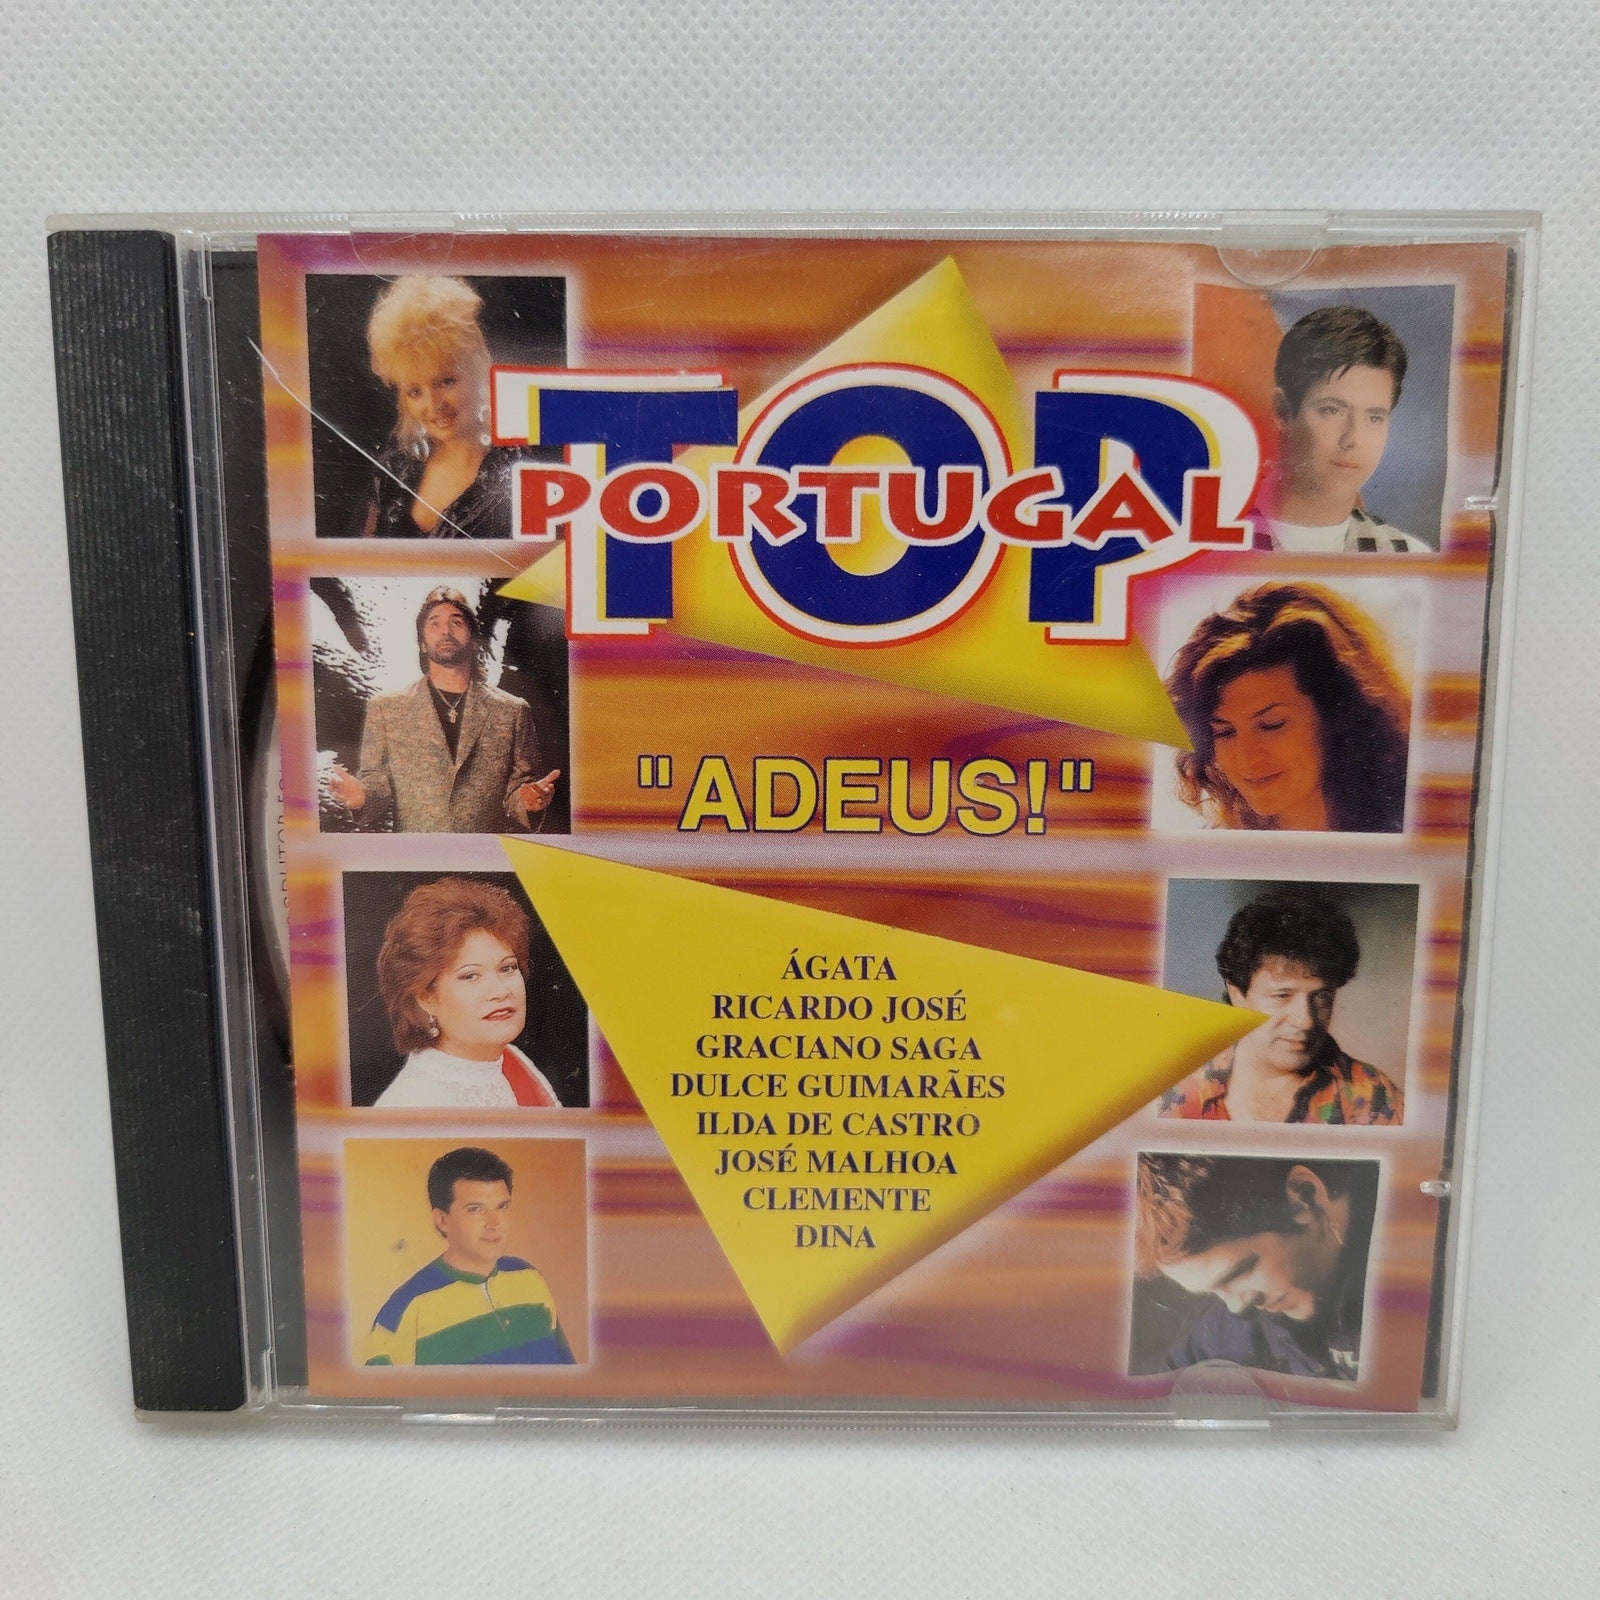 TOP
PORTUGAL
"ADEUS!"
ÁGATA
RICARDO JOSÉ
GRACIANO SAGA
DULCE GUIMARÃES
ILDA DE CASTRO
JOSÉ MALHOA
CLEMENTE
DINA